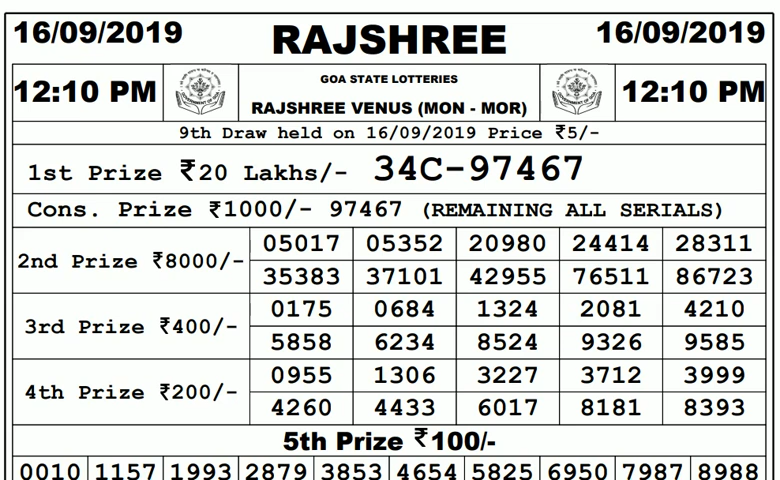 16/09/2019 RAJSHREE 16/09/2019
12:10 PM GOA STATE LOTTERIES 12:10 PM
RAJSHREE VENUS (MON - MOR)
9th Draw held on 16/09/2019 Price ₹5/-
1st Prize ₹20 Lakhs/- 34C-97467
Cons. Prize ₹1000/- 97467 (REMAINING ALL SERIALS)
2nd Prize ₹8000/- 05017 05352 20980 24414 28311
35383 37101 42955 76511 86723
3rd Prize ₹400/- 0175 0684 1324 2081 4210
5858 6234 8524 9326 9585
4th Prize ₹200/- 0955 1306 3227 3712 3999
4260 4433 6017 8181 8393
5th Prize ₹100/-
0010 1157 1993 2879 3853 4654 5825 6950 7987 8988